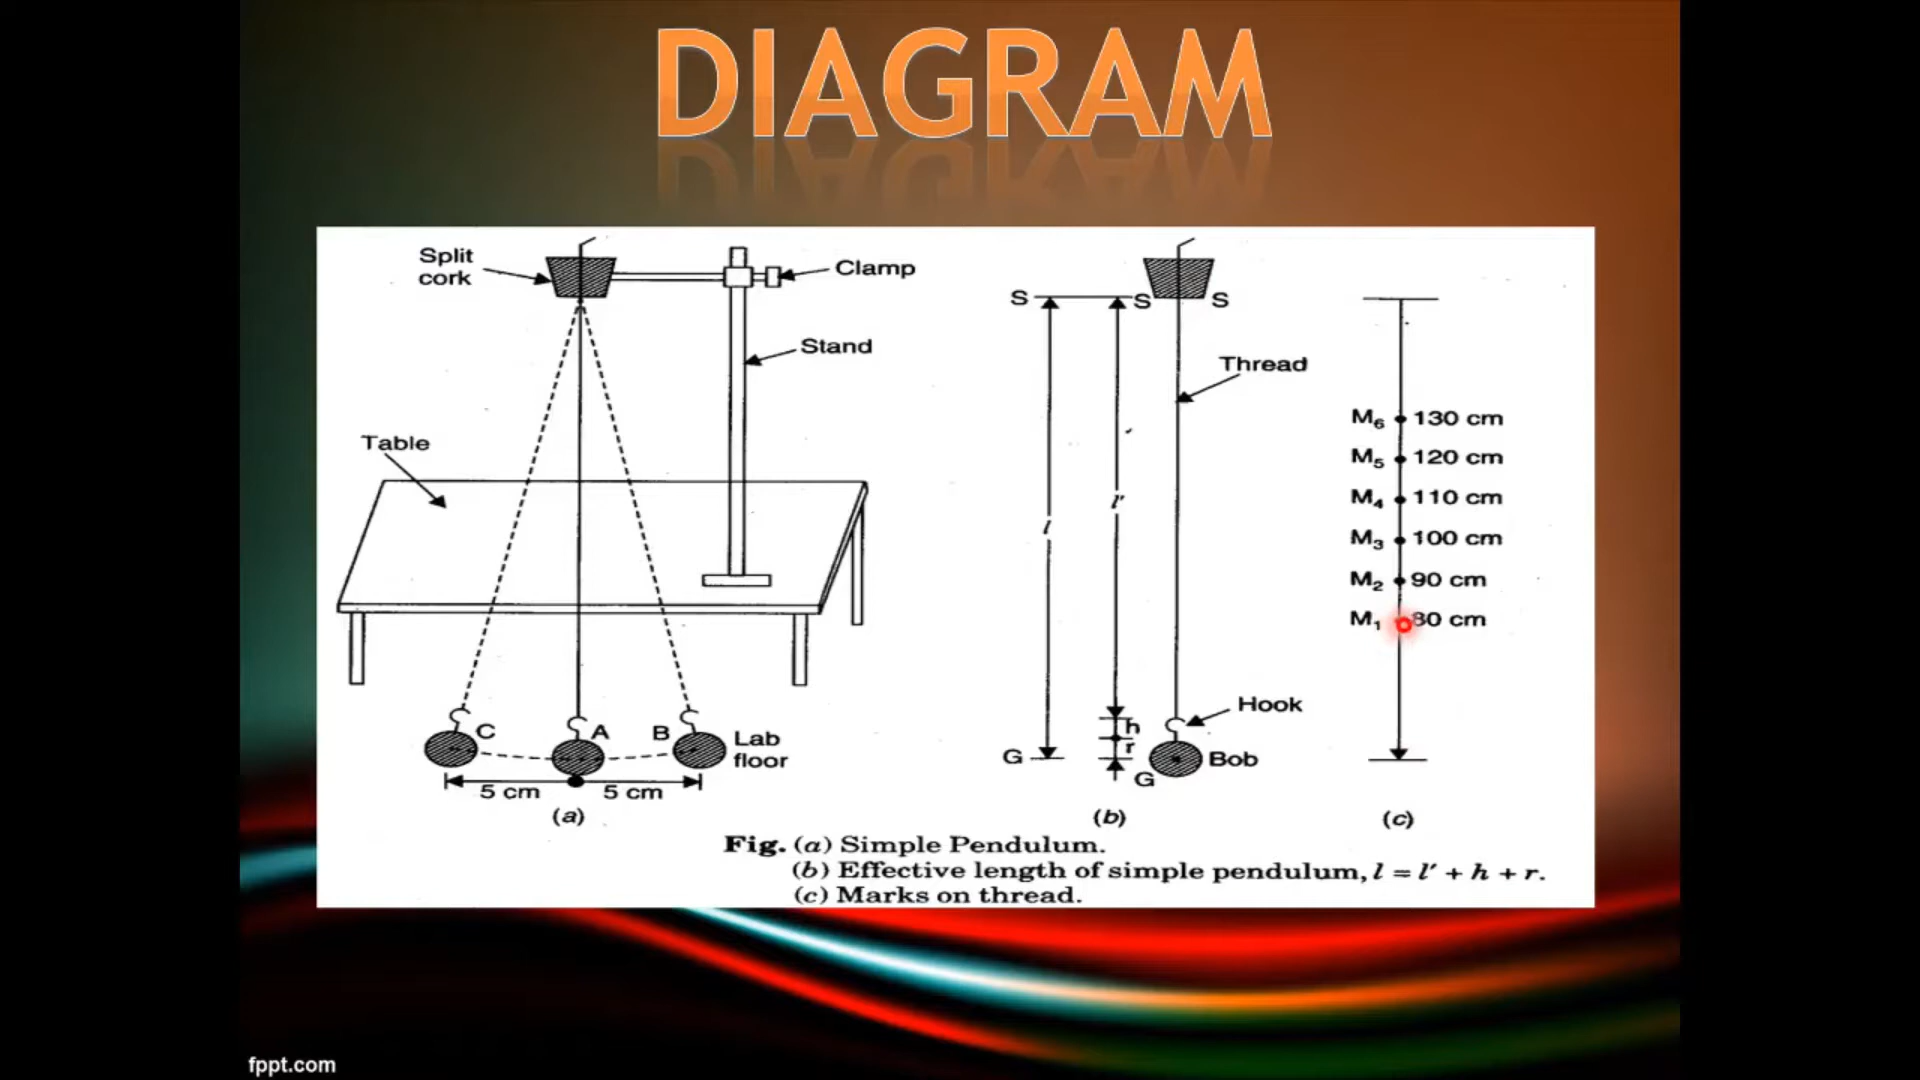 DIAGRAM
Split
cork
Clamp
Stand
Table
C
A
B
Lab
floor
5 cm
5 cm
(a)
S
S
S
Thread
l
l'
h
r
Hook
G
G
Bob
(b)
M6 130 cm
M5 120 cm
M4 110 cm
M3 100 cm
M2 90 cm
M1 80 cm
(c)
Fig. (a) Simple Pendulum.
(b) Effective length of simple pendulum, l = l' + h + r.
(c) Marks on thread.
fppt.com